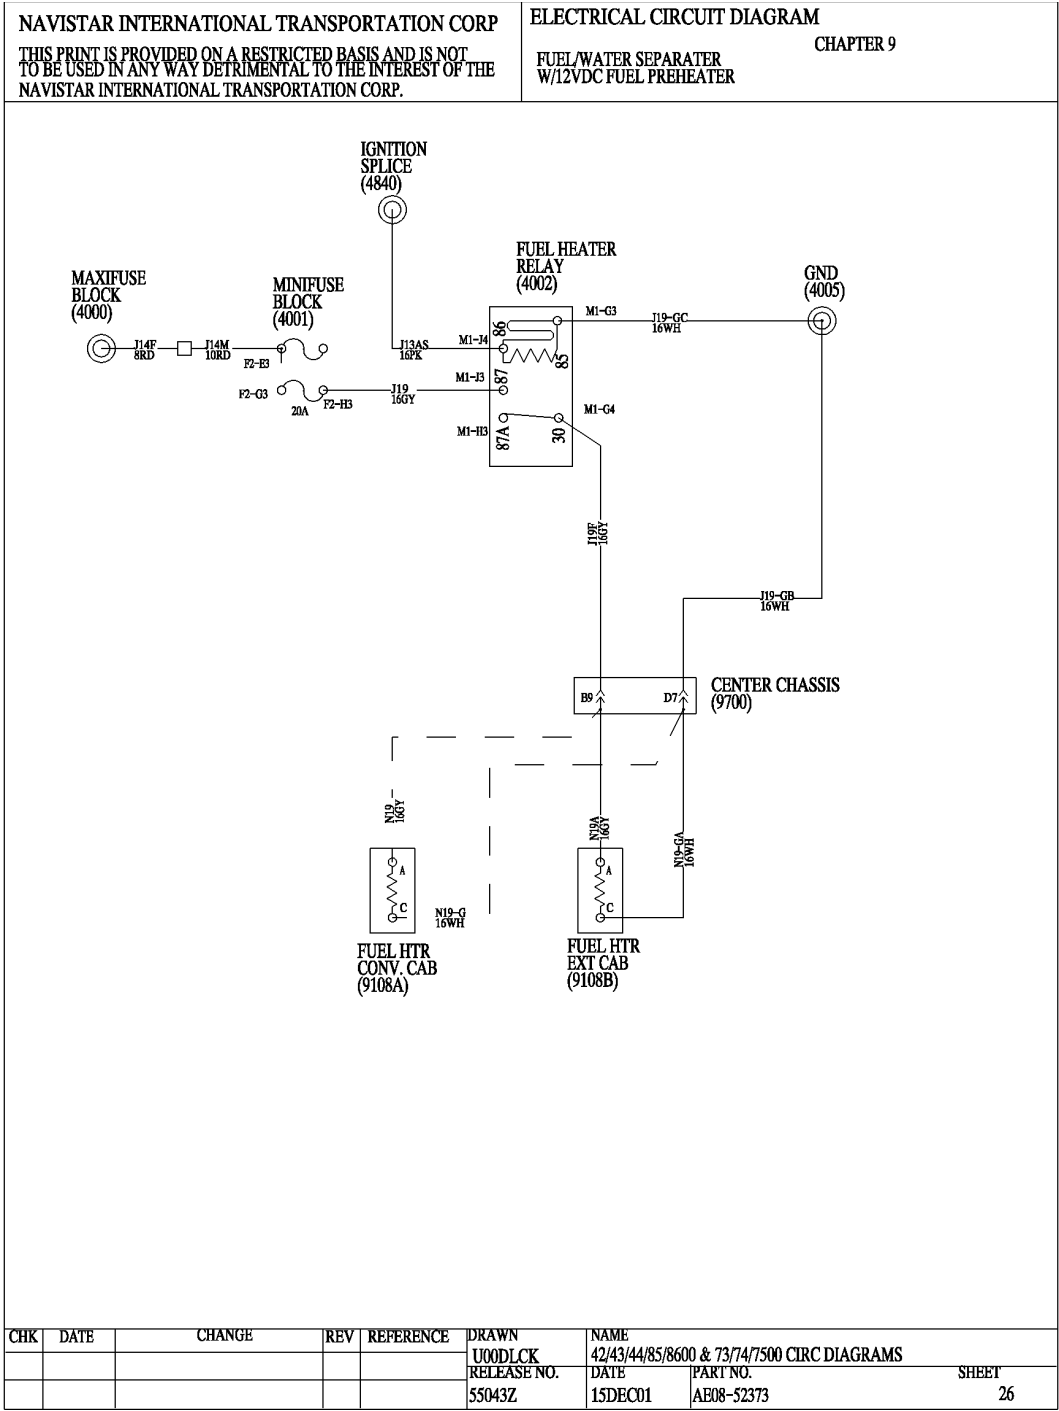 NAVISTAR INTERNATIONAL TRANSPORTATION CORP
THIS PRINT IS PROVIDED ON A RESTRICTED BASIS AND IS NOT
TO BE USED IN ANY WAY DETRIMENTAL TO THE INTEREST OF THE
NAVISTAR INTERNATIONAL TRANSPORTATION CORP.
ELECTRICAL CIRCUIT DIAGRAM
CHAPTER 9
FUEL/WATER SEPARATER
W/12VDC FUEL PREHEATER
IGNITION
SPLICE
(4840)
FUEL HEATER
RELAY
(4002)
GND
(4005)
MAXIFUSE
BLOCK
(4000)
MINIFUSE
BLOCK
(4001)
M1-G3
J19-GC
16WH
86
M1-J4
J13AS
16PK
J14F
8RD
J14M
10RD
F2-E3
85
M1-J3
87
F2-G3
20A
F2-H3
J19
16GY
M1-G4
M1-H3
87A
30
J19F
16GY
J19-GB
16WH
CENTER CHASSIS
(9700)
B9
D7
N19
16GY
N19A
16GY
N19-GA
16WH
A
C
A
C
N19-G
16WH
FUEL HTR
CONV. CAB
(9108A)
FUEL HTR
EXT CAB
(9108B)
CHK
DATE
CHANGE
REV
REFERENCE
DRAWN
U00DLCK
NAME
42/43/44/85/8600 & 73/74/7500 CIRC DIAGRAMS
RELEASE NO.
55043Z
DATE
15DEC01
PART NO.
AE08-52373
SHEET
26